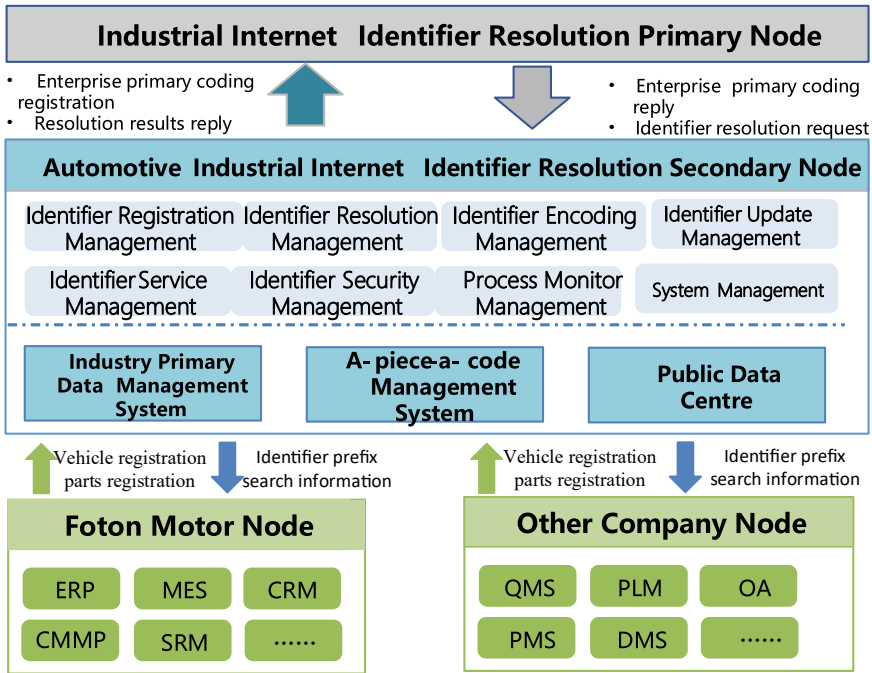 Industrial Internet Identifier Resolution Primary Node
• Enterprise primary coding
registration
• Resolution results reply
• Enterprise primary coding
reply
• Identifier resolution request
Automotive Industrial Internet Identifier Resolution Secondary Node
Identifier Registration
Management
Identifier Resolution
Management
Identifier Encoding
Management
Identifier Update
Management
Identifier Service
Management
Identifier Security
Management
Process Monitor
Management
System Management
Industry Primary
Data Management
System
A- piece-a- code
Management
System
Public Data
Centre
Vehicle registration
parts registration
Identifier prefix
search information
Vehicle registration
parts registration
Identifier prefix
search information
Foton Motor Node
ERP
MES
CRM
CMMP
SRM
······
Other Company Node
QMS
PLM
OA
PMS
DMS
······